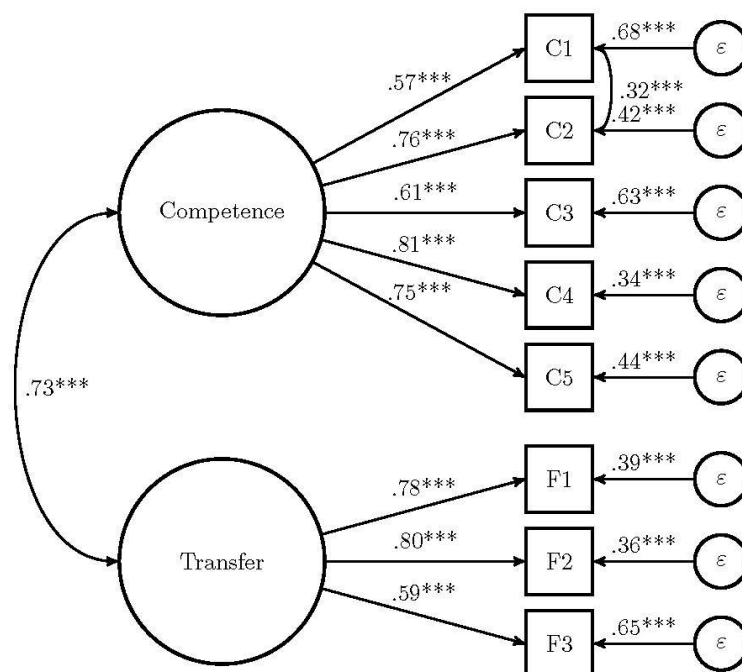 C1
.68***
ε
.57***
.32***
C2
.42***
ε
.76***
Competence
.61***
C3
.63***
ε
.81***
C4
.34***
ε
.75***
C5
.44***
ε
.73***
.78***
F1
.39***
ε
Transfer
.80***
F2
.36***
ε
.59***
F3
.65***
ε